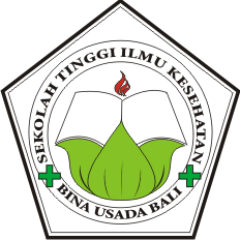 SEKOLAH TINGGI ILMU KESEHATAN
BINA USADA BALI